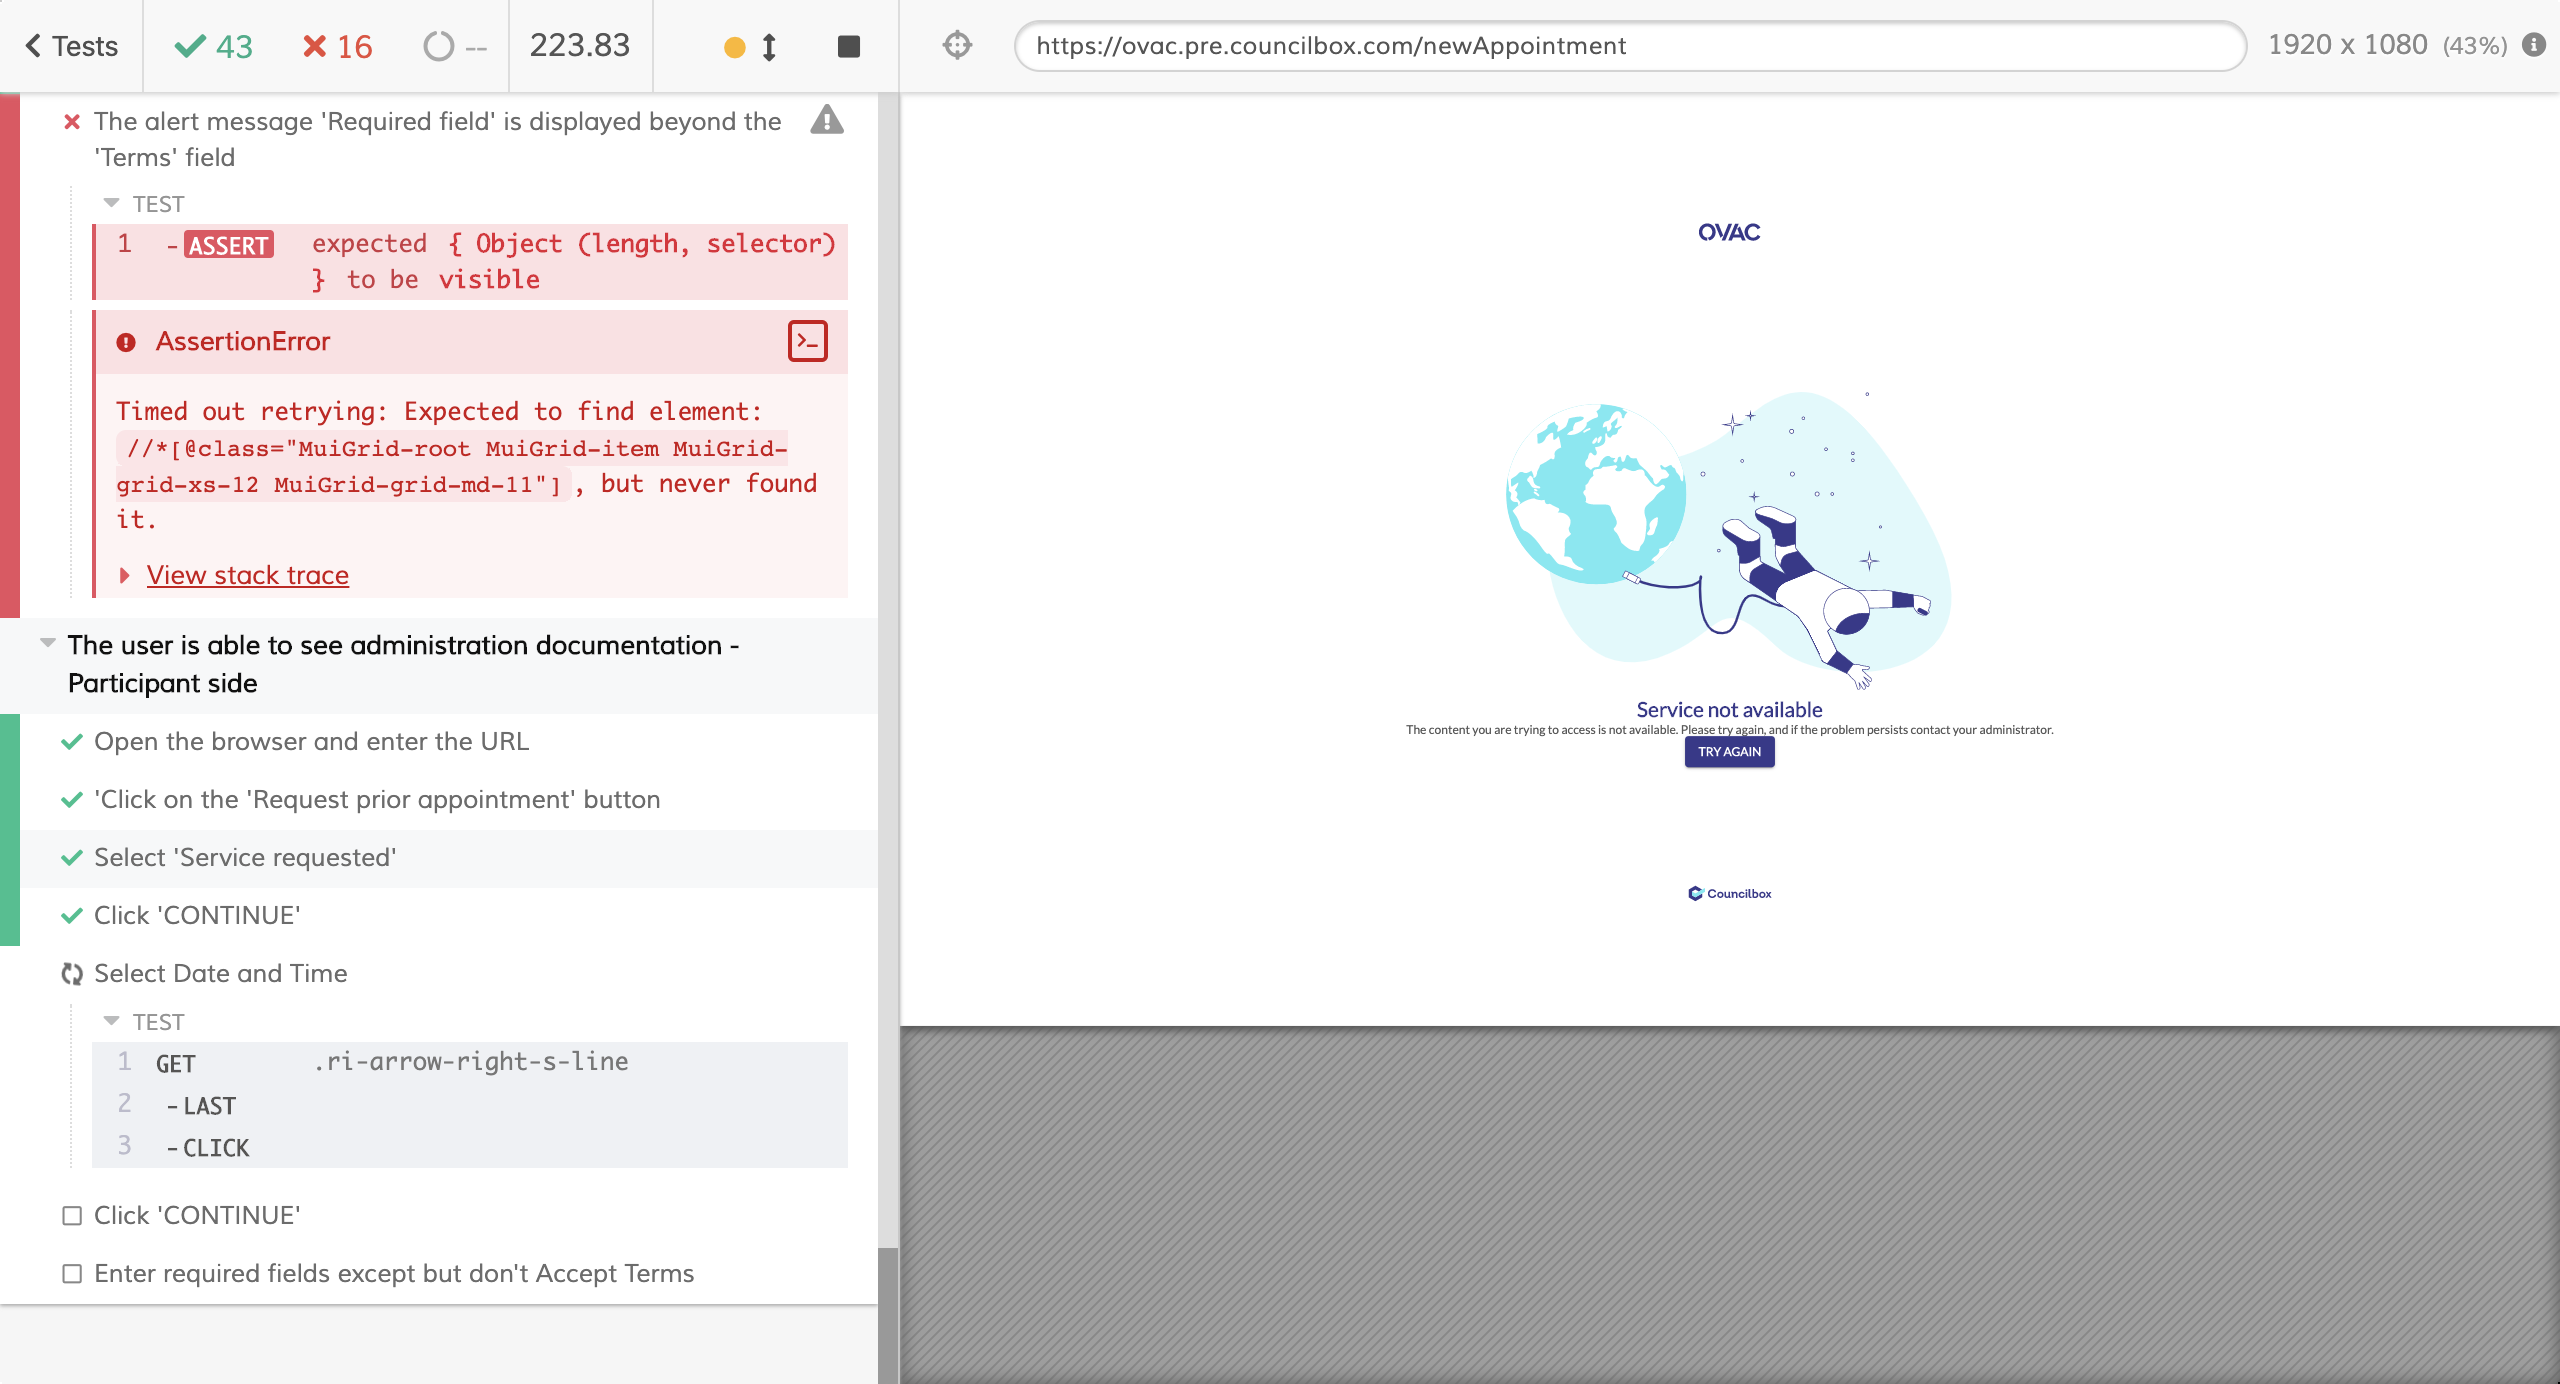 Tests
43
16
--
223.83
https://ovac.pre.councilbox.com/newAppointment
1920 x 1080 (43%)
The alert message 'Required field' is displayed beyond the
'Terms' field
TEST
1 -ASSERT expected { Object (length, selector)
} to be visible
AssertionError
Timed out retrying: Expected to find element:
//*[@class="MuiGrid-root MuiGrid-item MuiGrid-
grid-xs-12 MuiGrid-grid-md-11"] , but never found
it.
View stack trace
The user is able to see administration documentation -
Participant side
Open the browser and enter the URL
'Click on the 'Request prior appointment' button
Select 'Service requested'
Click 'CONTINUE'
Select Date and Time
TEST
1 GET .ri-arrow-right-s-line
2 -LAST
3 -CLICK
Click 'CONTINUE'
Enter required fields except but don't Accept Terms
OVAC
Service not available
The content you are trying to access is not available. Please try again, and if the problem persists contact your administrator.
TRY AGAIN
Councilbox